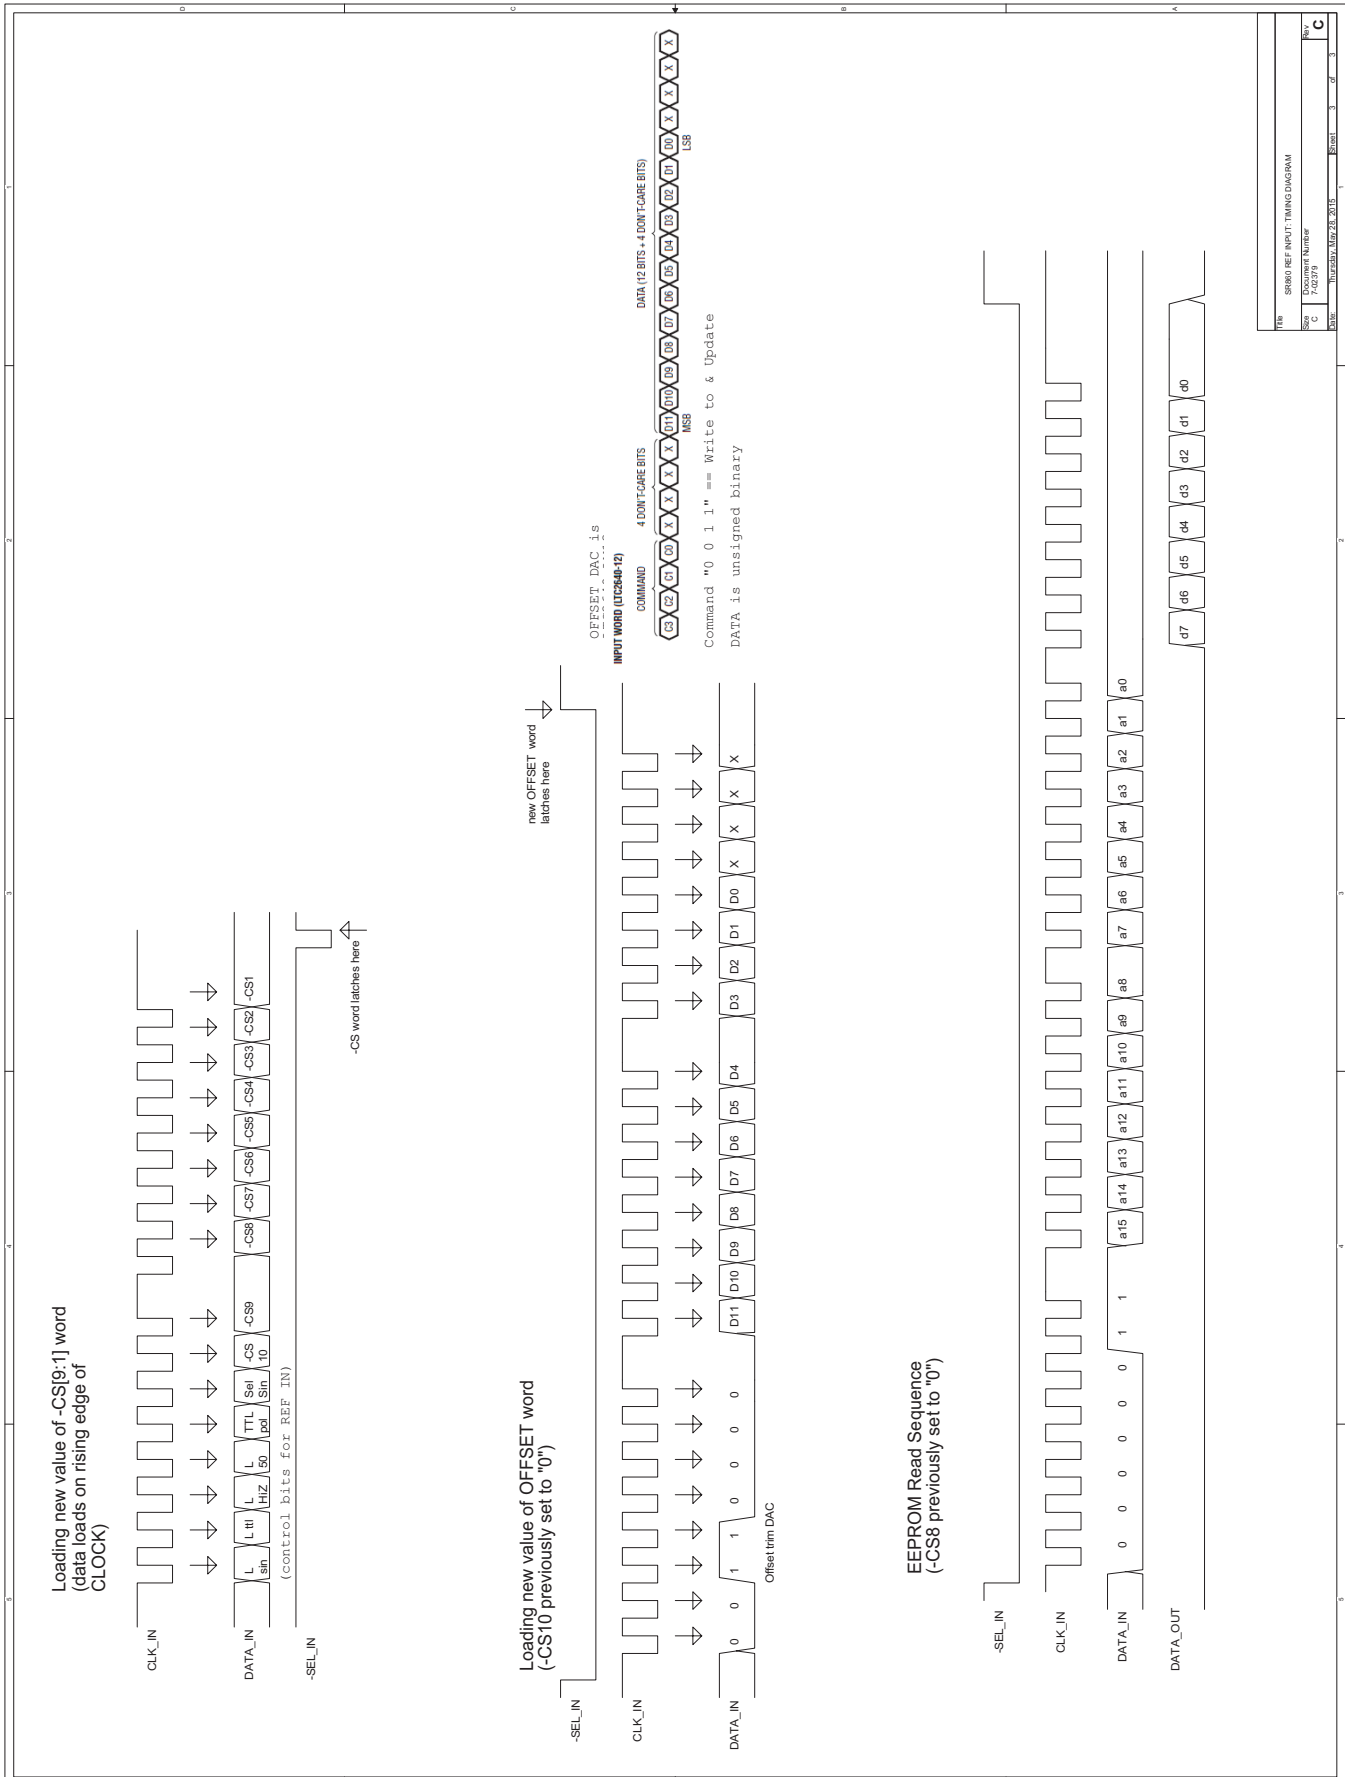 Loading new value of -CS[9:1] word
(data loads on rising edge of
CLOCK)
CLK_IN
DATA_IN
L sin
L ttl
L HiZ
L 50
TTL pol
Sel Sin
-CS 10
-CS9
-CS8
-CS7
-CS6
-CS5
-CS4
-CS3
-CS2
-CS1
(control bits for REF IN)
-SEL_IN
-CS word latches here
Loading new value of OFFSET word
(-CS10 previously set to "0")
-SEL_IN
new OFFSET word
latches here
CLK_IN
DATA_IN
0 0 1 1 0 0 0 0 D11 D10 D9 D8 D7 D6 D5 D4 D3 D2 D1 D0 X X X X
Offset trim DAC
OFFSET DAC is
INPUT WORD (LTC2640-12)
COMMAND
4 DON'T-CARE BITS
DATA (12 BITS + 4 DON'T-CARE BITS)
C3 C2 C1 C0 X X X X D11 D10 D9 D8 D7 D6 D5 D4 D3 D2 D1 D0 X X X X
MSB
LSB
Command "0 0 1 1" == Write to & Update
DATA is unsigned binary
EEPROM Read Sequence
(-CS8 previously set to "0")
-SEL_IN
CLK_IN
DATA_IN
0 0 0 0 0 0 1 1 a15 a14 a13 a12 a11 a10 a9 a8 a7 a6 a5 a4 a3 a2 a1 a0
DATA_OUT
d7 d6 d5 d4 d3 d2 d1 d0
Title
SR860 REF INPUT: TIMING DIAGRAM
Size
C
Document Number
7-02379
Rev
C
Date:
Thursday, May 28, 2015
Sheet
3
of
3
5
4
3
2
1
5
4
3
2
1
D
C
B
A